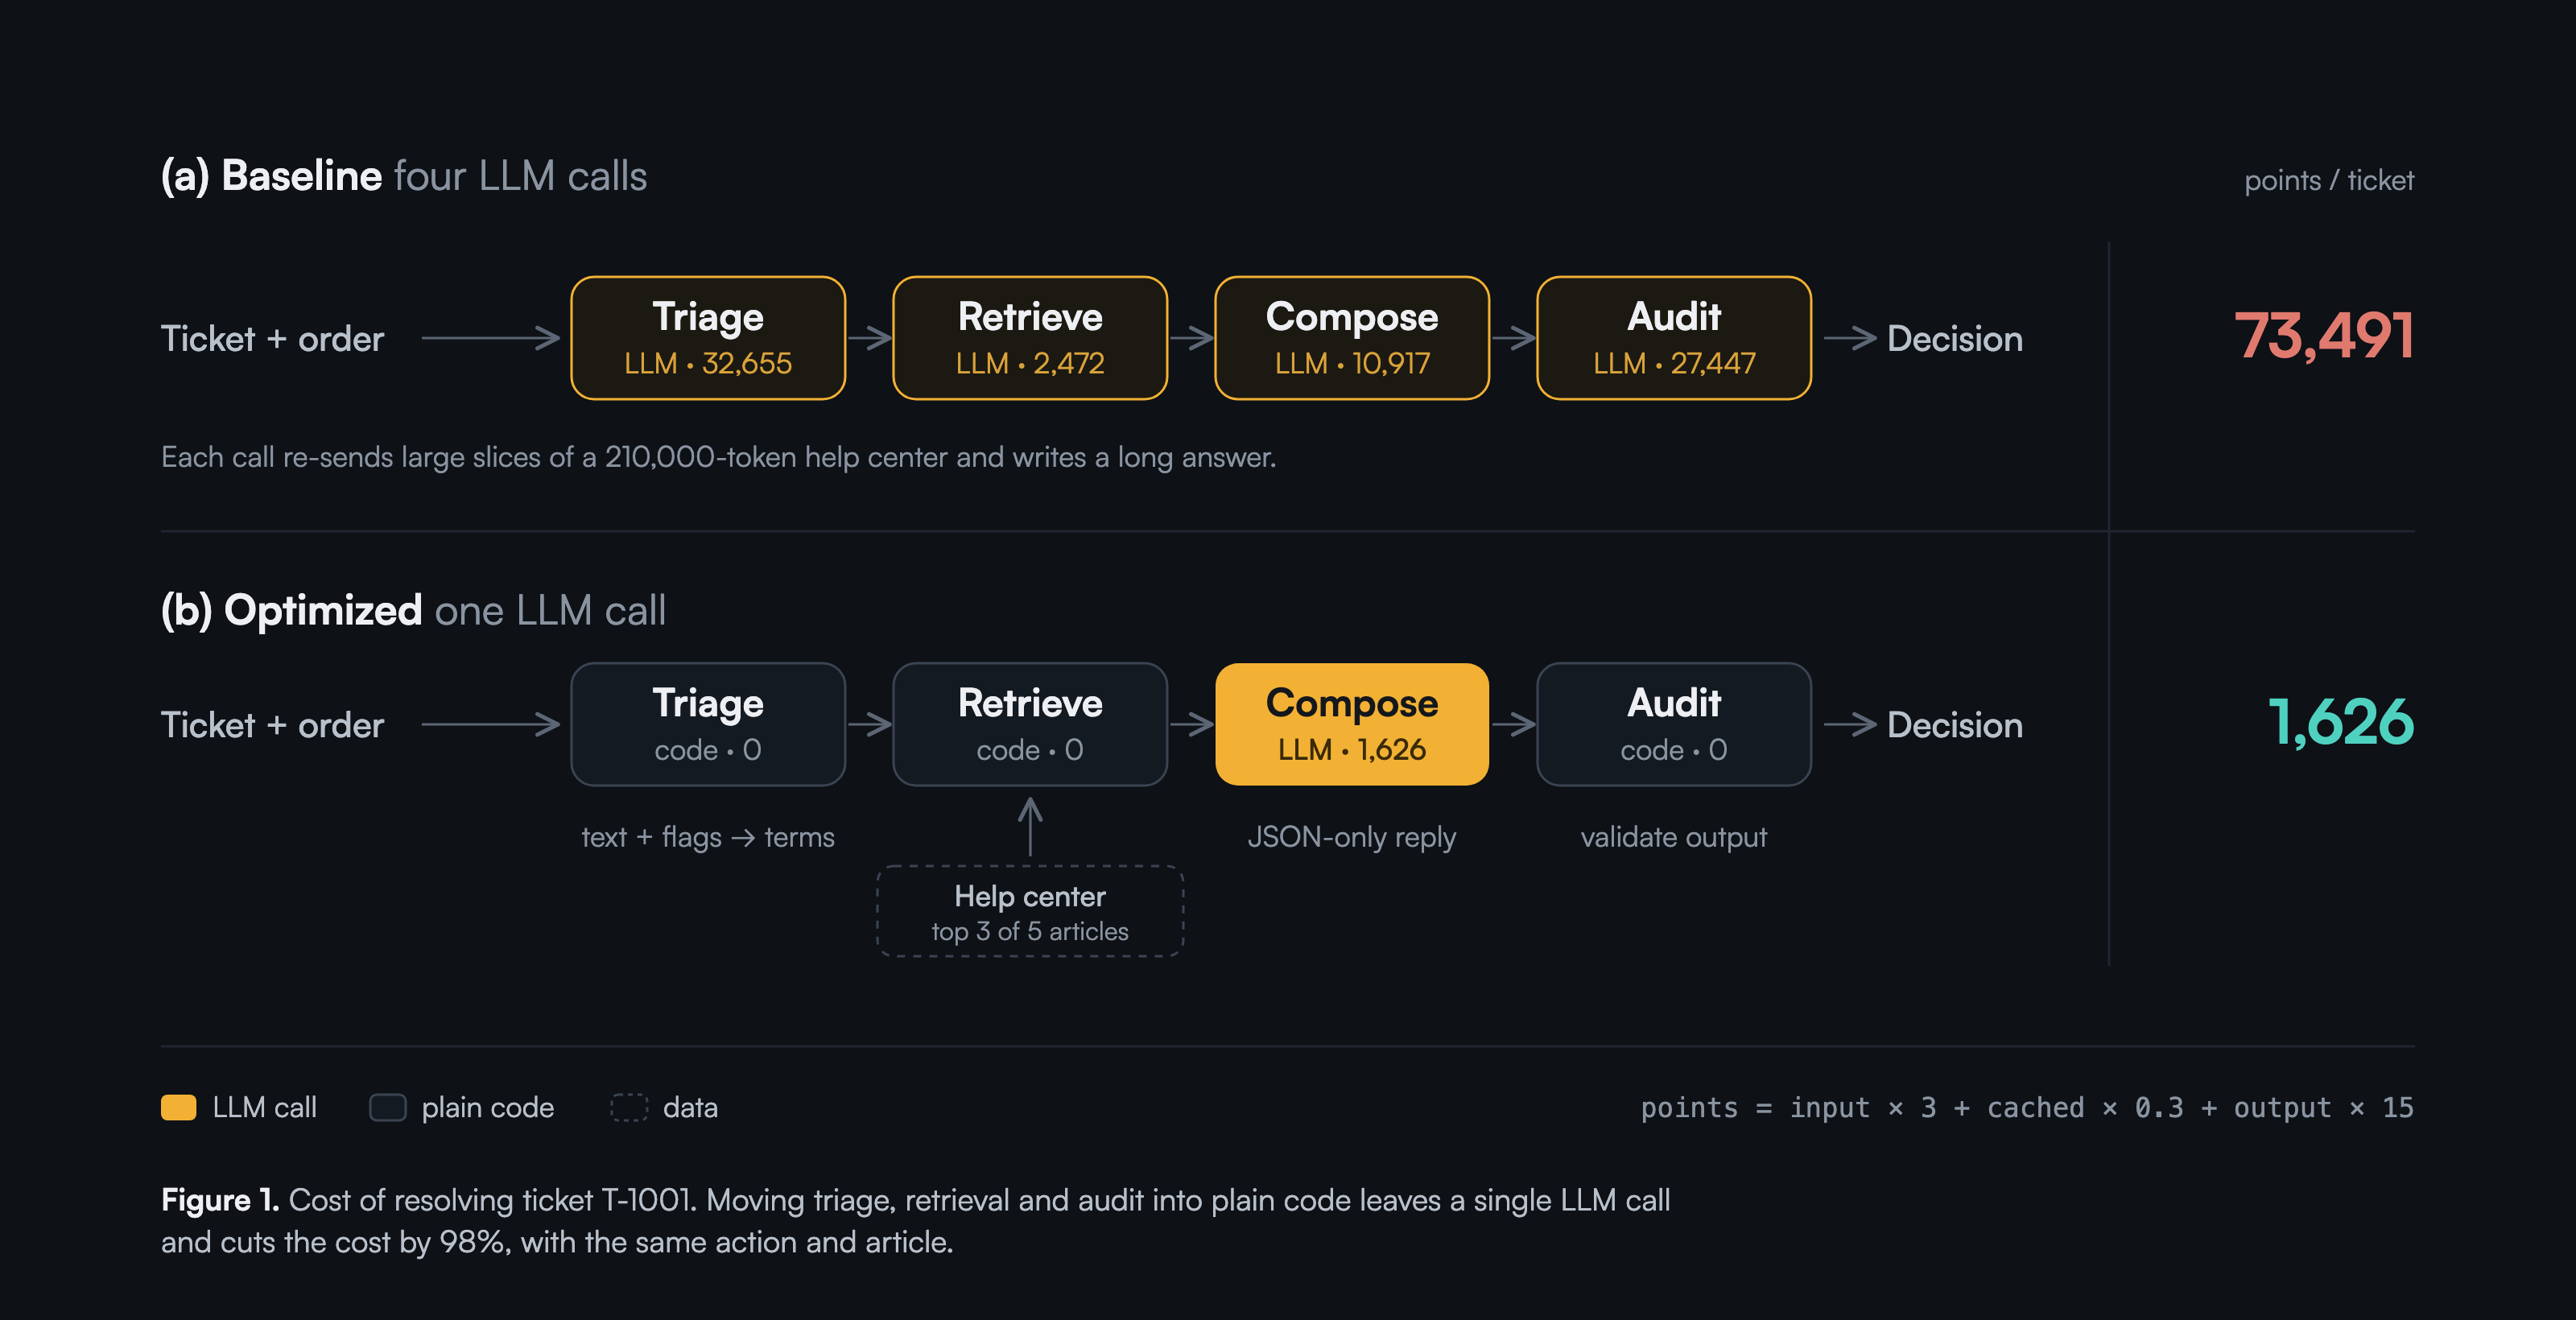 (a) Baseline four LLM calls
points / ticket
Ticket + order
Triage
LLM · 32,655
Retrieve
LLM · 2,472
Compose
LLM · 10,917
Audit
LLM · 27,447
Decision
73,491
Each call re-sends large slices of a 210,000-token help center and writes a long answer.
(b) Optimized one LLM call
Ticket + order
Triage
code · 0
Retrieve
code · 0
Compose
LLM · 1,626
Audit
code · 0
Decision
1,626
text + flags → terms
JSON-only reply
validate output
Help center
top 3 of 5 articles
LLM call
plain code
data
points = input × 3 + cached × 0.3 + output × 15
Figure 1. Cost of resolving ticket T-1001. Moving triage, retrieval and audit into plain code leaves a single LLM call
and cuts the cost by 98%, with the same action and article.